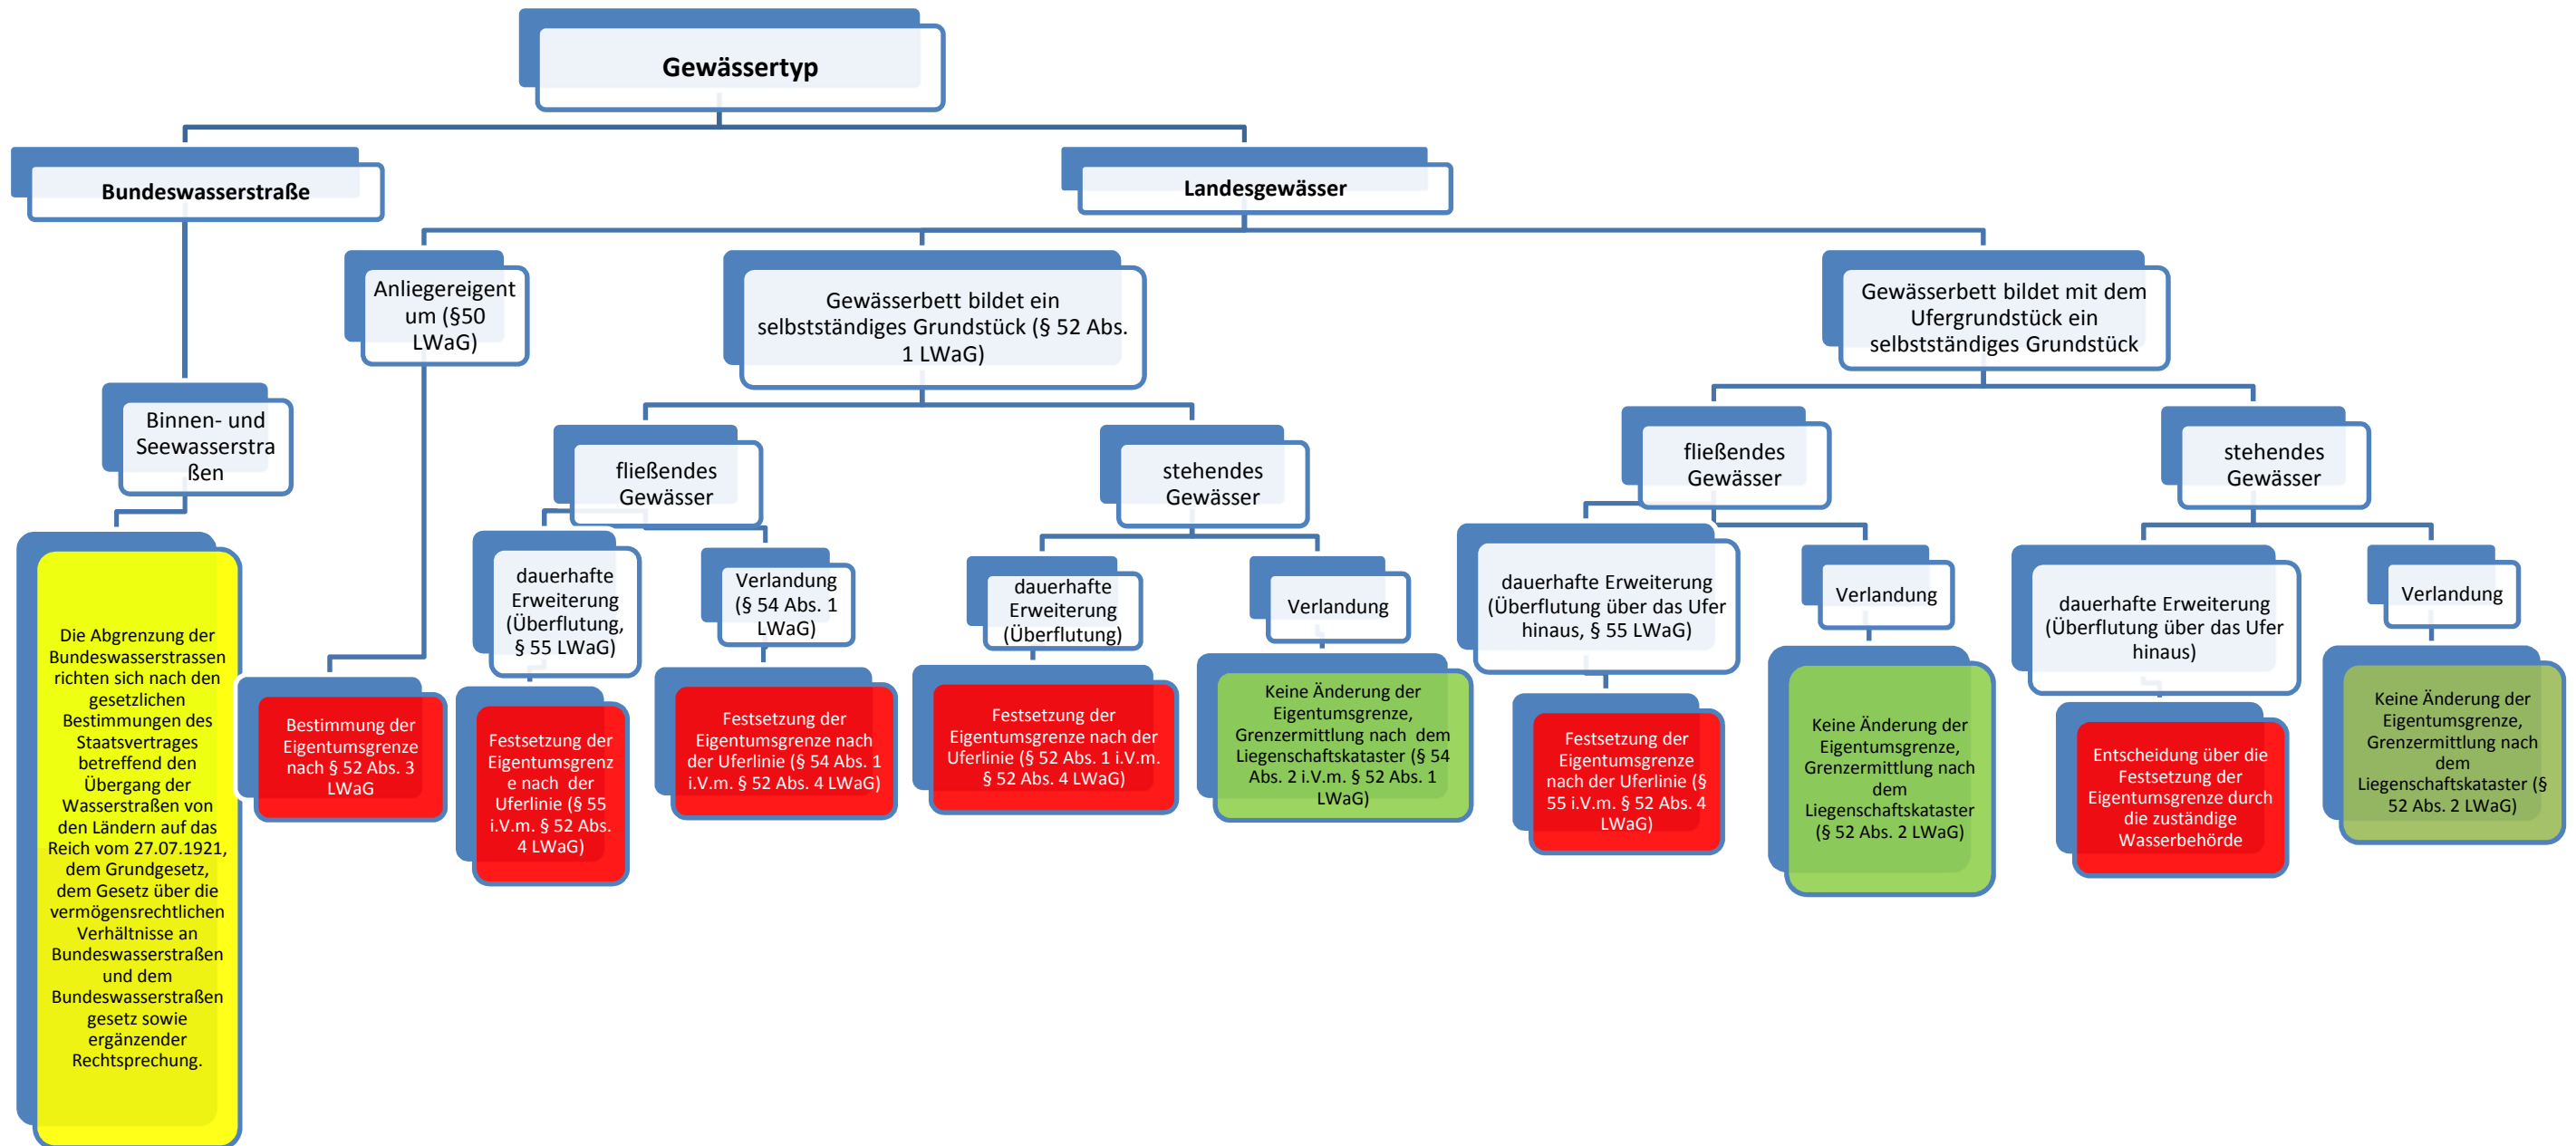 Gewässertyp
Bundeswasserstraße
Landesgewässer
Anliegereigent
um (§50
LWaG)
Gewässerbett bildet ein
selbstständiges Grundstück (§ 52 Abs.
1 LWaG)
Gewässerbett bildet mit dem
Ufergrundstück ein
selbstständiges Grundstück
Binnen- und
Seewasserstra
ßen
fließendes
Gewässer
stehendes
Gewässer
fließendes
Gewässer
stehendes
Gewässer
dauerhafte
Erweiterung
(Überflutung,
§ 55 LWaG)
Verlandung
(§ 54 Abs. 1
LWaG)
dauerhafte
Erweiterung
(Überflutung)
Verlandung
dauerhafte Erweiterung
(Überflutung über das Ufer
hinaus, § 55 LWaG)
Verlandung
dauerhafte Erweiterung
(Überflutung über das Ufer
hinaus)
Verlandung
Die Abgrenzung der
Bundeswasserstrassen
richten sich nach den
gesetzlichen
Bestimmungen des
Staatsvertrages
betreffend den
Übergang der
Wasserstraßen von
den Ländern auf das
Reich vom 27.07.1921,
dem Grundgesetz,
dem Gesetz über die
vermögensrechtlichen
Verhältnisse an
Bundeswasserstraßen
und dem
Bundeswasserstraßen
gesetz sowie
ergänzender
Rechtsprechung.
Bestimmung der
Eigentumsgrenze
nach § 52 Abs. 3
LWaG
Festsetzung der
Eigentumsgrenz
e nach der
Uferlinie (§ 55
i.V.m. § 52 Abs.
4 LWaG)
Festsetzung der
Eigentumsgrenze nach
der Uferlinie (§ 54 Abs. 1
i.V.m. § 52 Abs. 4 LWaG)
Festsetzung der
Eigentumsgrenze nach der
Uferlinie (§ 52 Abs. 1 i.V.m.
§ 52 Abs. 4 LWaG)
Keine Änderung der
Eigentumsgrenze,
Grenzermittlung nach dem
Liegenschaftskataster (§ 54
Abs. 2 i.V.m. § 52 Abs. 1
LWaG)
Festsetzung der
Eigentumsgrenze
nach der Uferlinie (§
55 i.V.m. § 52 Abs. 4
LWaG)
Keine Änderung der
Eigentumsgrenze,
Grenzermittlung nach
dem
Liegenschaftskataster
(§ 52 Abs. 2 LWaG)
Entscheidung über die
Festsetzung der
Eigentumsgrenze durch
die zuständige
Wasserbehörde
Keine Änderung der
Eigentumsgrenze,
Grenzermittlung nach
dem
Liegenschaftskataster (§
52 Abs. 2 LWaG)